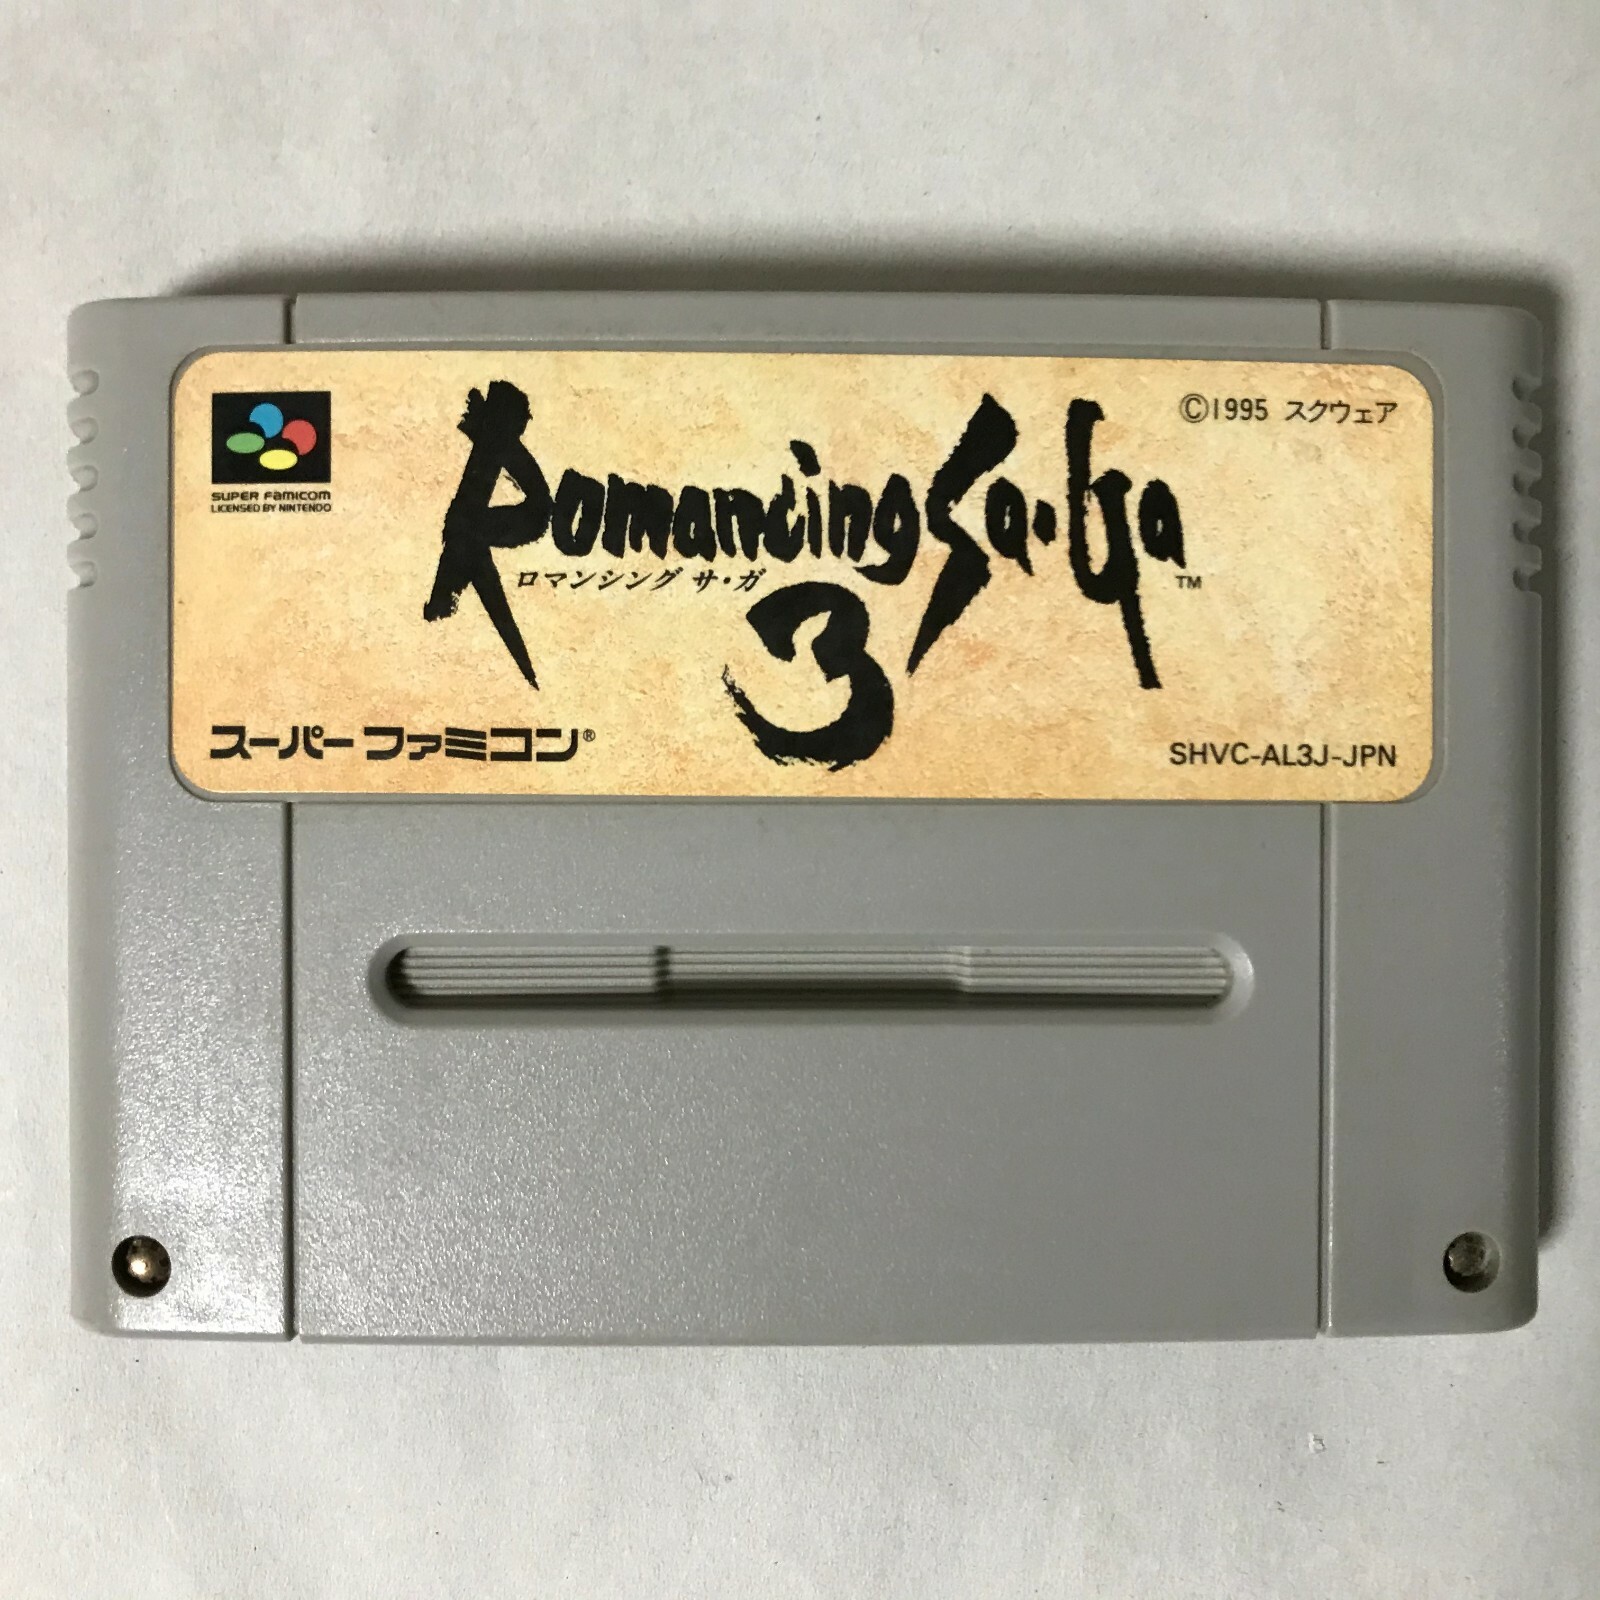 SUPER FAMICOM
LICENSED BY NINTENDO
©1995 スクウェア
Romancing Sa·Ga
ロマンシング サ・ガ
TM
3
スーパーファミコン®
SHVC-AL3J-JPN